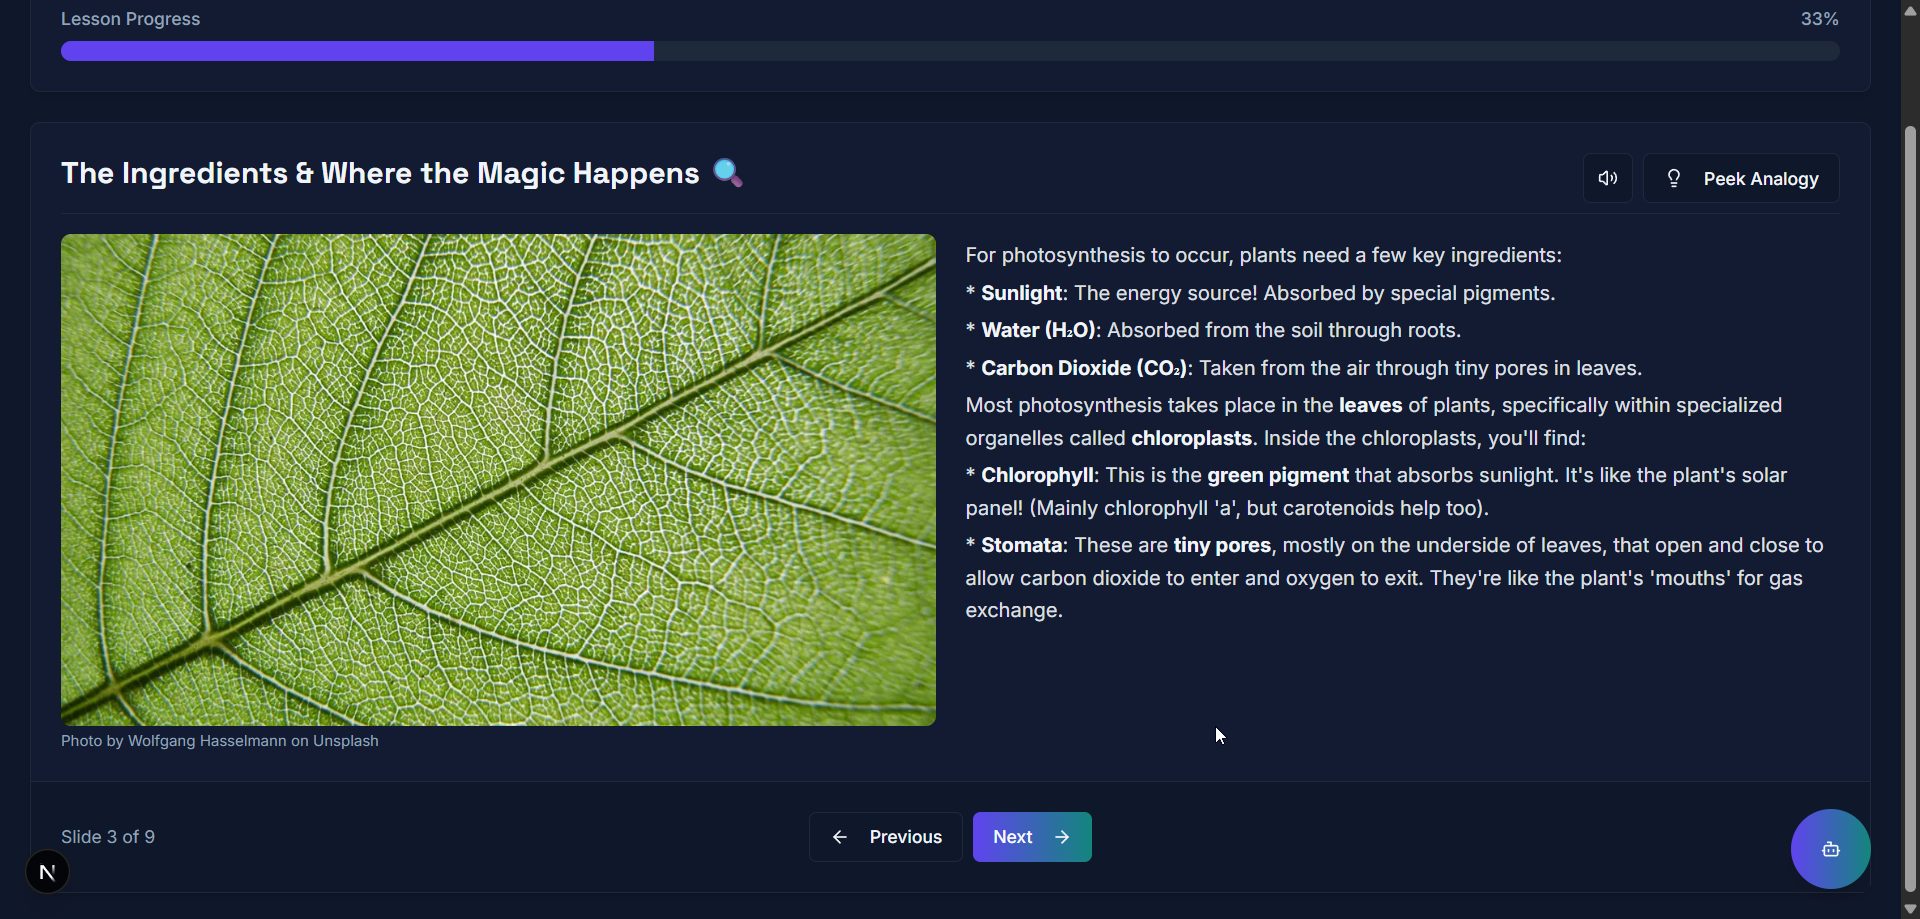 Lesson Progress
33%
The Ingredients & Where the Magic Happens 🔍
Peek Analogy
For photosynthesis to occur, plants need a few key ingredients:
* Sunlight: The energy source! Absorbed by special pigments.
* Water (H₂O): Absorbed from the soil through roots.
* Carbon Dioxide (CO₂): Taken from the air through tiny pores in leaves.
Most photosynthesis takes place in the leaves of plants, specifically within specialized
organelles called chloroplasts. Inside the chloroplasts, you'll find:
* Chlorophyll: This is the green pigment that absorbs sunlight. It's like the plant's solar
panel! (Mainly chlorophyll 'a', but carotenoids help too).
* Stomata: These are tiny pores, mostly on the underside of leaves, that open and close to
allow carbon dioxide to enter and oxygen to exit. They're like the plant's 'mouths' for gas
exchange.
Photo by Wolfgang Hasselmann on Unsplash
Slide 3 of 9
← Previous
Next →
N